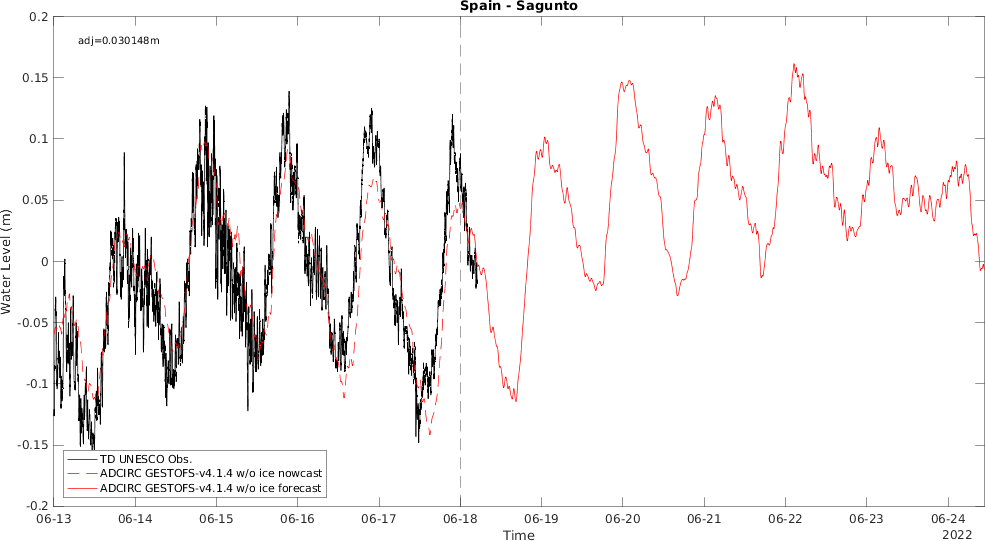 Spain - Sagunto
adj=0.030148m
Water Level (m)
0.2
0.15
0.1
0.05
0
-0.05
-0.1
-0.15
-0.2
TD UNESCO Obs.
ADCIRC GESTOFS-v4.1.4 w/o ice nowcast
ADCIRC GESTOFS-v4.1.4 w/o ice forecast
06-13 06-14 06-15 06-16 06-17 06-18 06-19 06-20 06-21 06-22 06-23 06-24
Time
2022